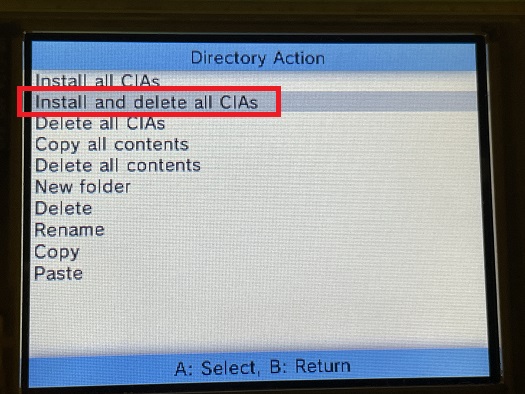 Directory Action
Install all CIAs
Install and delete all CIAs
Delete all CIAs
Copy all contents
Delete all contents
New folder
Delete
Rename
Copy
Paste
A: Select, B: Return